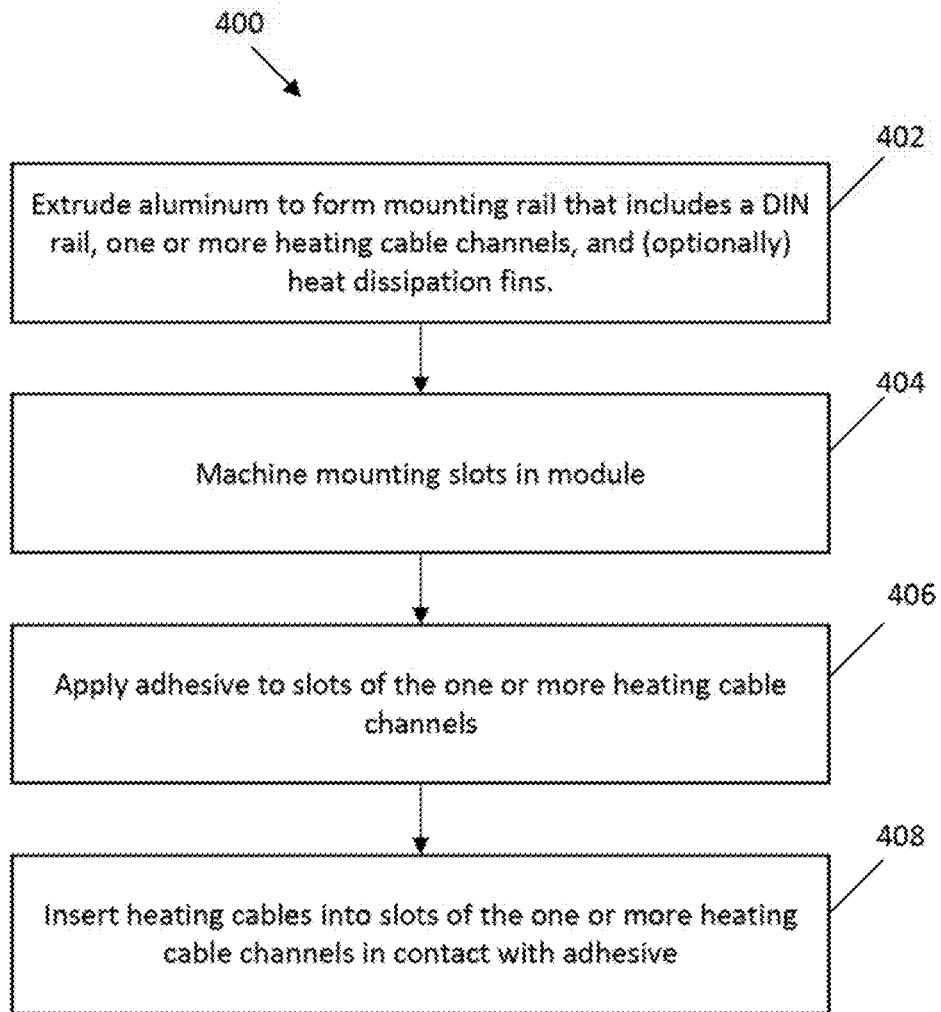 400
402
Extrude aluminum to form mounting rail that includes a DIN
rail, one or more heating cable channels, and (optionally)
heat dissipation fins.
404
Machine mounting slots in module
406
Apply adhesive to slots of the one or more heating cable
channels
408
Insert heating cables into slots of the one or more heating
cable channels in contact with adhesive